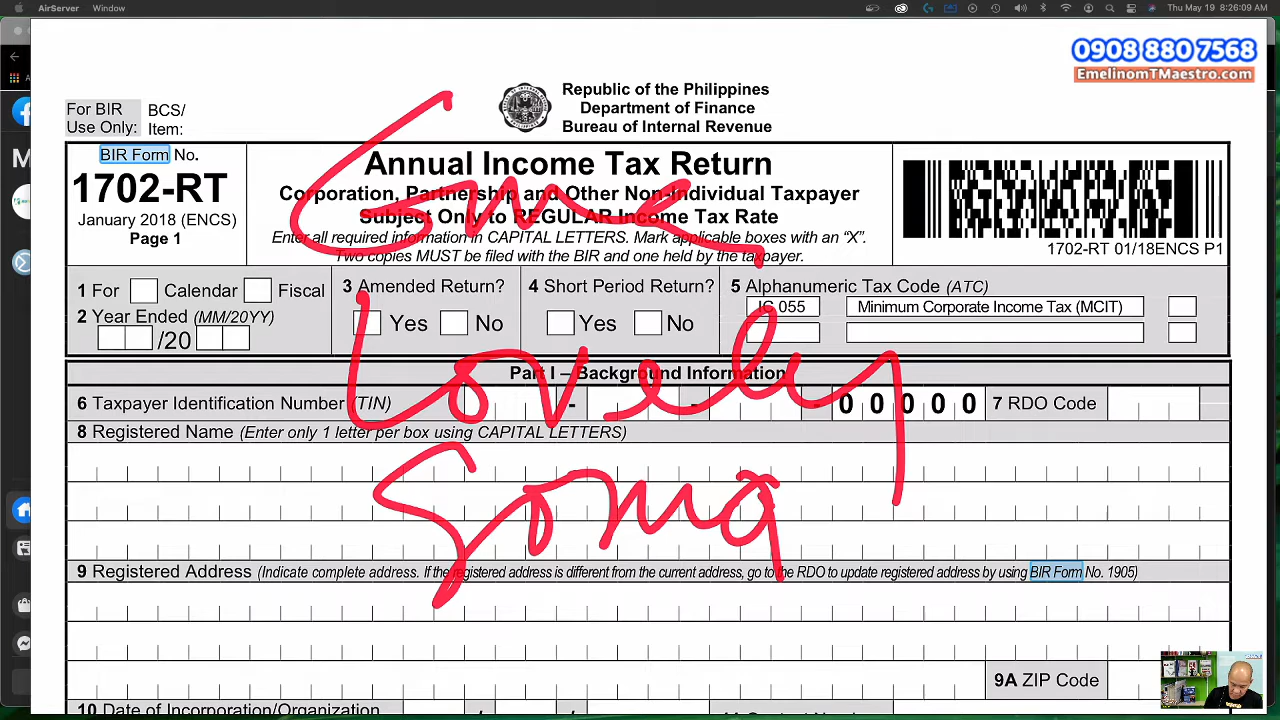 AirServer Window
Thu May 19 8:26:09 AM
0908 880 7568
EmelinomTMaestro.com
For BIR Use Only:
BCS/ Item:
Republic of the Philippines
Department of Finance
Bureau of Internal Revenue
BIR Form No.
1702-RT
January 2018 (ENCS)
Page 1
Annual Income Tax Return
Corporation, Partnership and Other Non-Individual Taxpayer
Subject Only to REGULAR Income Tax Rate
Enter all required information in CAPITAL LETTERS. Mark applicable boxes with an “X”.
Two copies MUST be filed with the BIR and one held by the taxpayer.
1702-RT 01/18ENCS P1
1 For Calendar Fiscal
2 Year Ended (MM/20YY)
/20
3 Amended Return?
Yes No
4 Short Period Return?
Yes No
5 Alphanumeric Tax Code (ATC)
IC 055 Minimum Corporate Income Tax (MCIT)
Part I – Background Information
6 Taxpayer Identification Number (TIN) - - - 0 0 0 0 0 7 RDO Code
8 Registered Name (Enter only 1 letter per box using CAPITAL LETTERS)
Lovely
9 Registered Address (Indicate complete address. If the registered address is different from the current address, go to the RDO to update registered address by using BIR Form No. 1905)
9A ZIP Code
10 Date of Incorporation/Organization